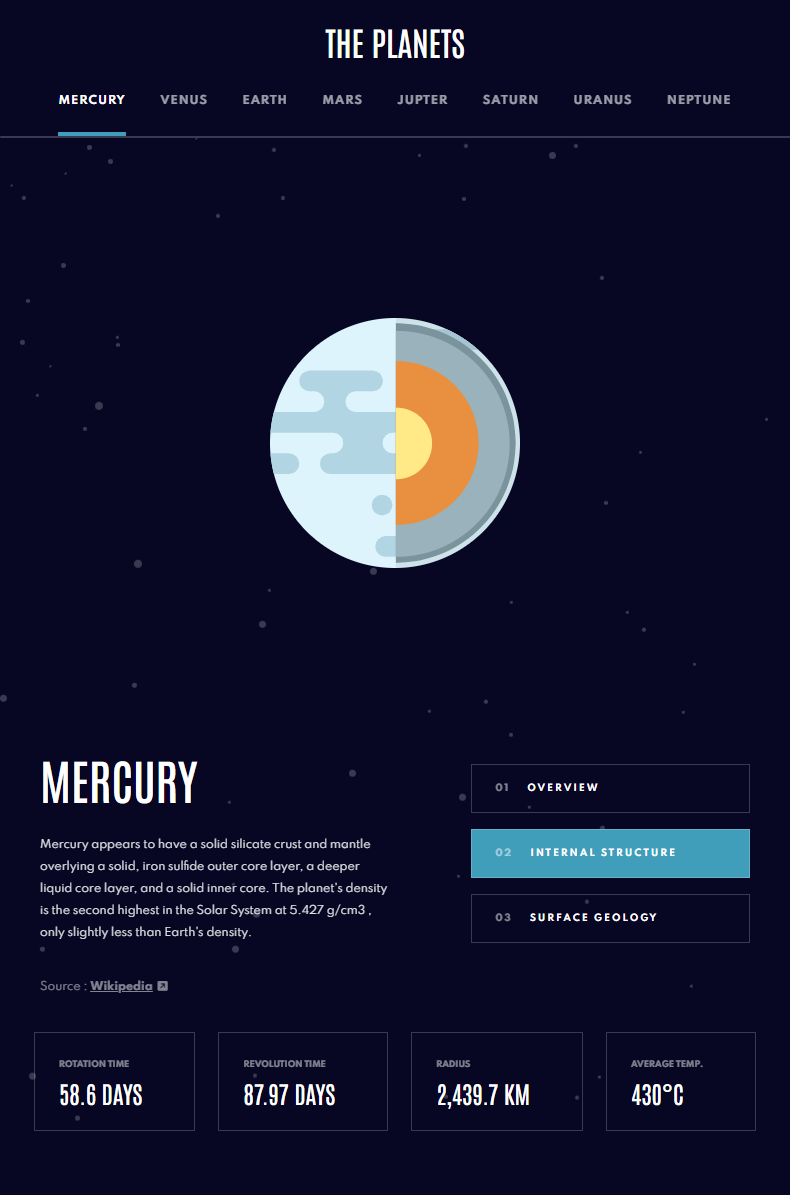 THE PLANETS
MERCURY VENUS EARTH MARS JUPTER SATURN URANUS NEPTUNE
MERCURY
Mercury appears to have a solid silicate crust and mantle
overlying a solid, iron sulfide outer core layer, a deeper
liquid core layer, and a solid inner core. The planet's density
is the second highest in the Solar System at 5.427 g/cm3 ,
only slightly less than Earth's density.
Source : Wikipedia
01 OVERVIEW
02 INTERNAL STRUCTURE
03 SURFACE GEOLOGY
ROTATION TIME
58.6 DAYS
REVOLUTION TIME
87.97 DAYS
RADIUS
2,439.7 KM
AVERAGE TEMP.
430°C